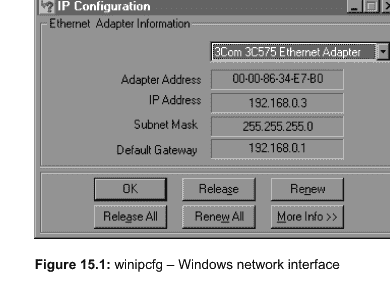 IP Configuration
Ethernet Adapter Information
3Com 3C575 Ethernet Adapter
Adapter Address 00-00-86-34-E7-B0
IP Address 192.168.0.3
Subnet Mask 255.255.255.0
Default Gateway 192.168.0.1
OK Release Renew
Release All Renew All More Info >>
Figure 15.1: winipcfg – Windows network interface